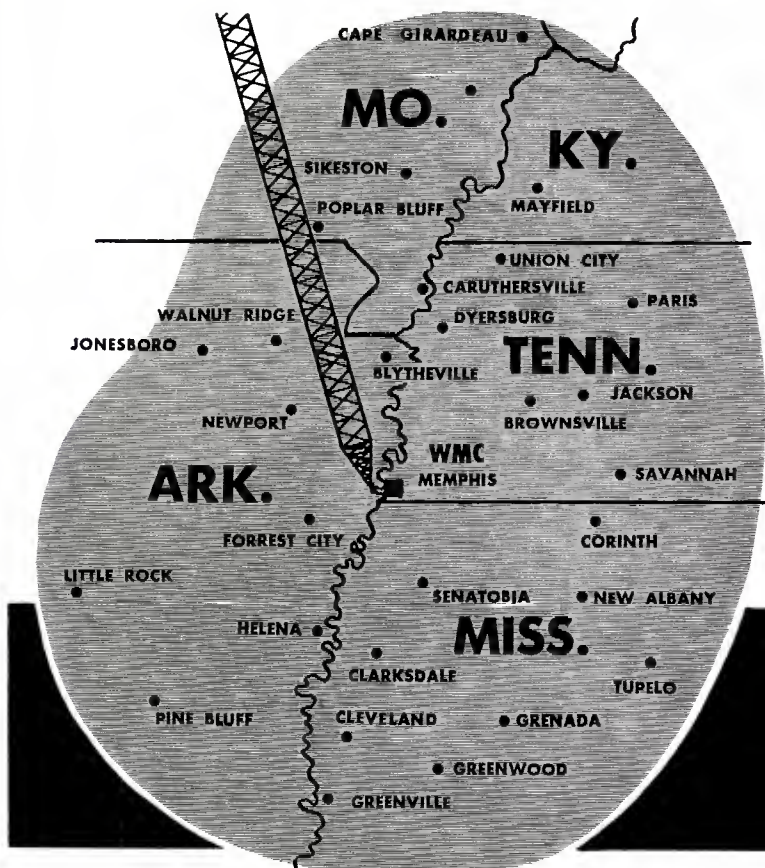 CAPE GIRARDEAU
MO.
KY.
SIKESTON
MAYFIELD
POPLAR BLUFF
UNION CITY
CARUTHERSVILLE
PARIS
WALNUT RIDGE
DYERSBURG
JONESBORO
TENN.
BLYTHEVILLE
JACKSON
NEWPORT
BROWNSVILLE
WMC
MEMPHIS
SAVANNAH
ARK.
FORREST CITY
CORINTH
LITTLE ROCK
SENATOBIA
NEW ALBANY
HELENA
MISS.
CLARKSDALE
TUPELO
PINE BLUFF
CLEVELAND
GRENADA
GREENWOOD
GREENVILLE